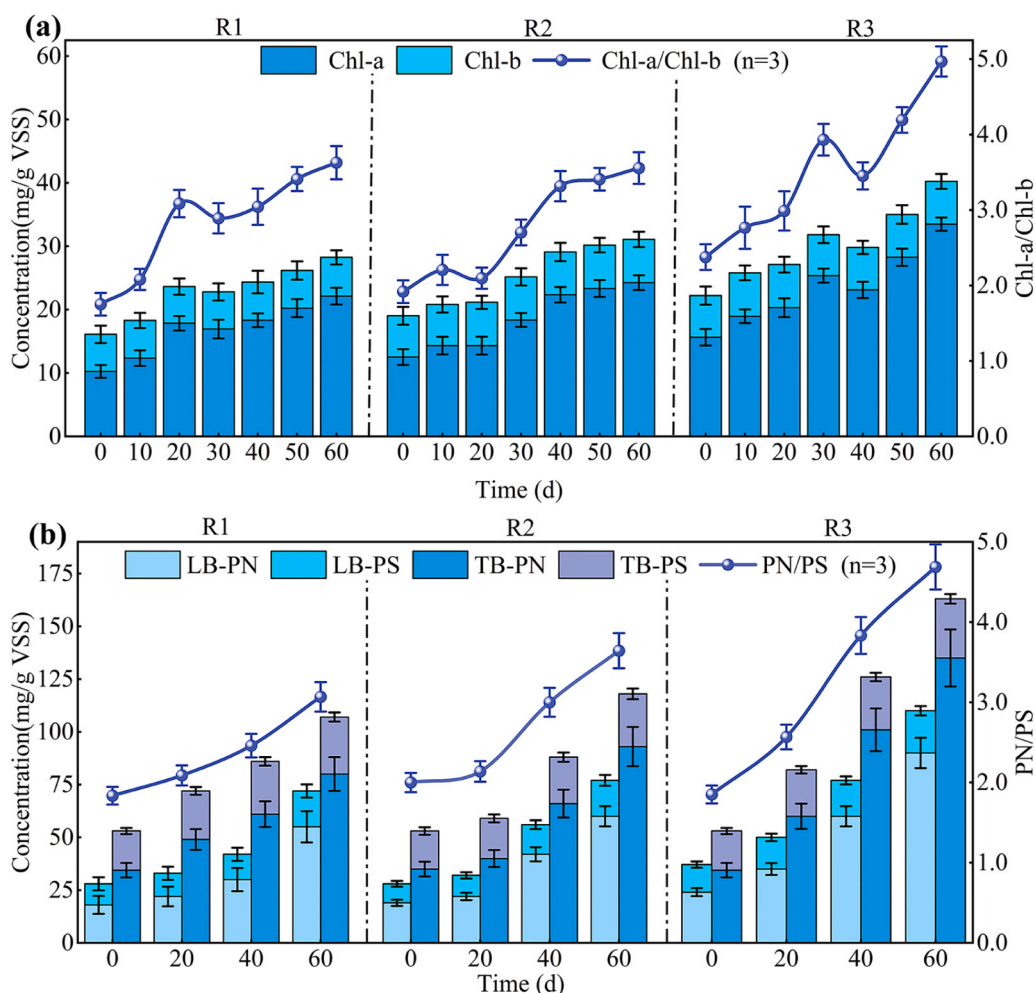 (a)
R1 R2 R3
Chl-a Chl-b Chl-a/Chl-b (n=3)
Concentration(mg/g VSS)
60
50
40
30
20
10
0
5.0
4.0
3.0
2.0
1.0
0.0
Chl-a/Chl-b
0 10 20 30 40 50 60 0 10 20 30 40 50 60 0 10 20 30 40 50 60
Time (d)
(b)
R1 R2 R3
LB-PN LB-PS TB-PN TB-PS PN/PS (n=3)
Concentration(mg/g VSS)
175
150
125
100
75
50
25
0
5.0
4.0
3.0
2.0
1.0
0.0
PN/PS
0 20 40 60 0 20 40 60 0 20 40 60
Time (d)